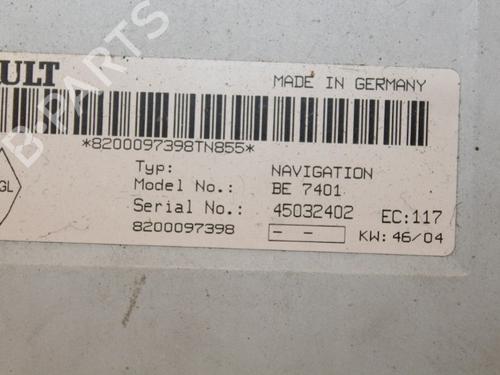 ULT
MADE IN GERMANY
*8200097398TN855*
GL
Typ: NAVIGATION
Model No.: BE 7401
Serial No.: 45032402 EC:117
8200097398 - - KW: 46/04
B PARTS